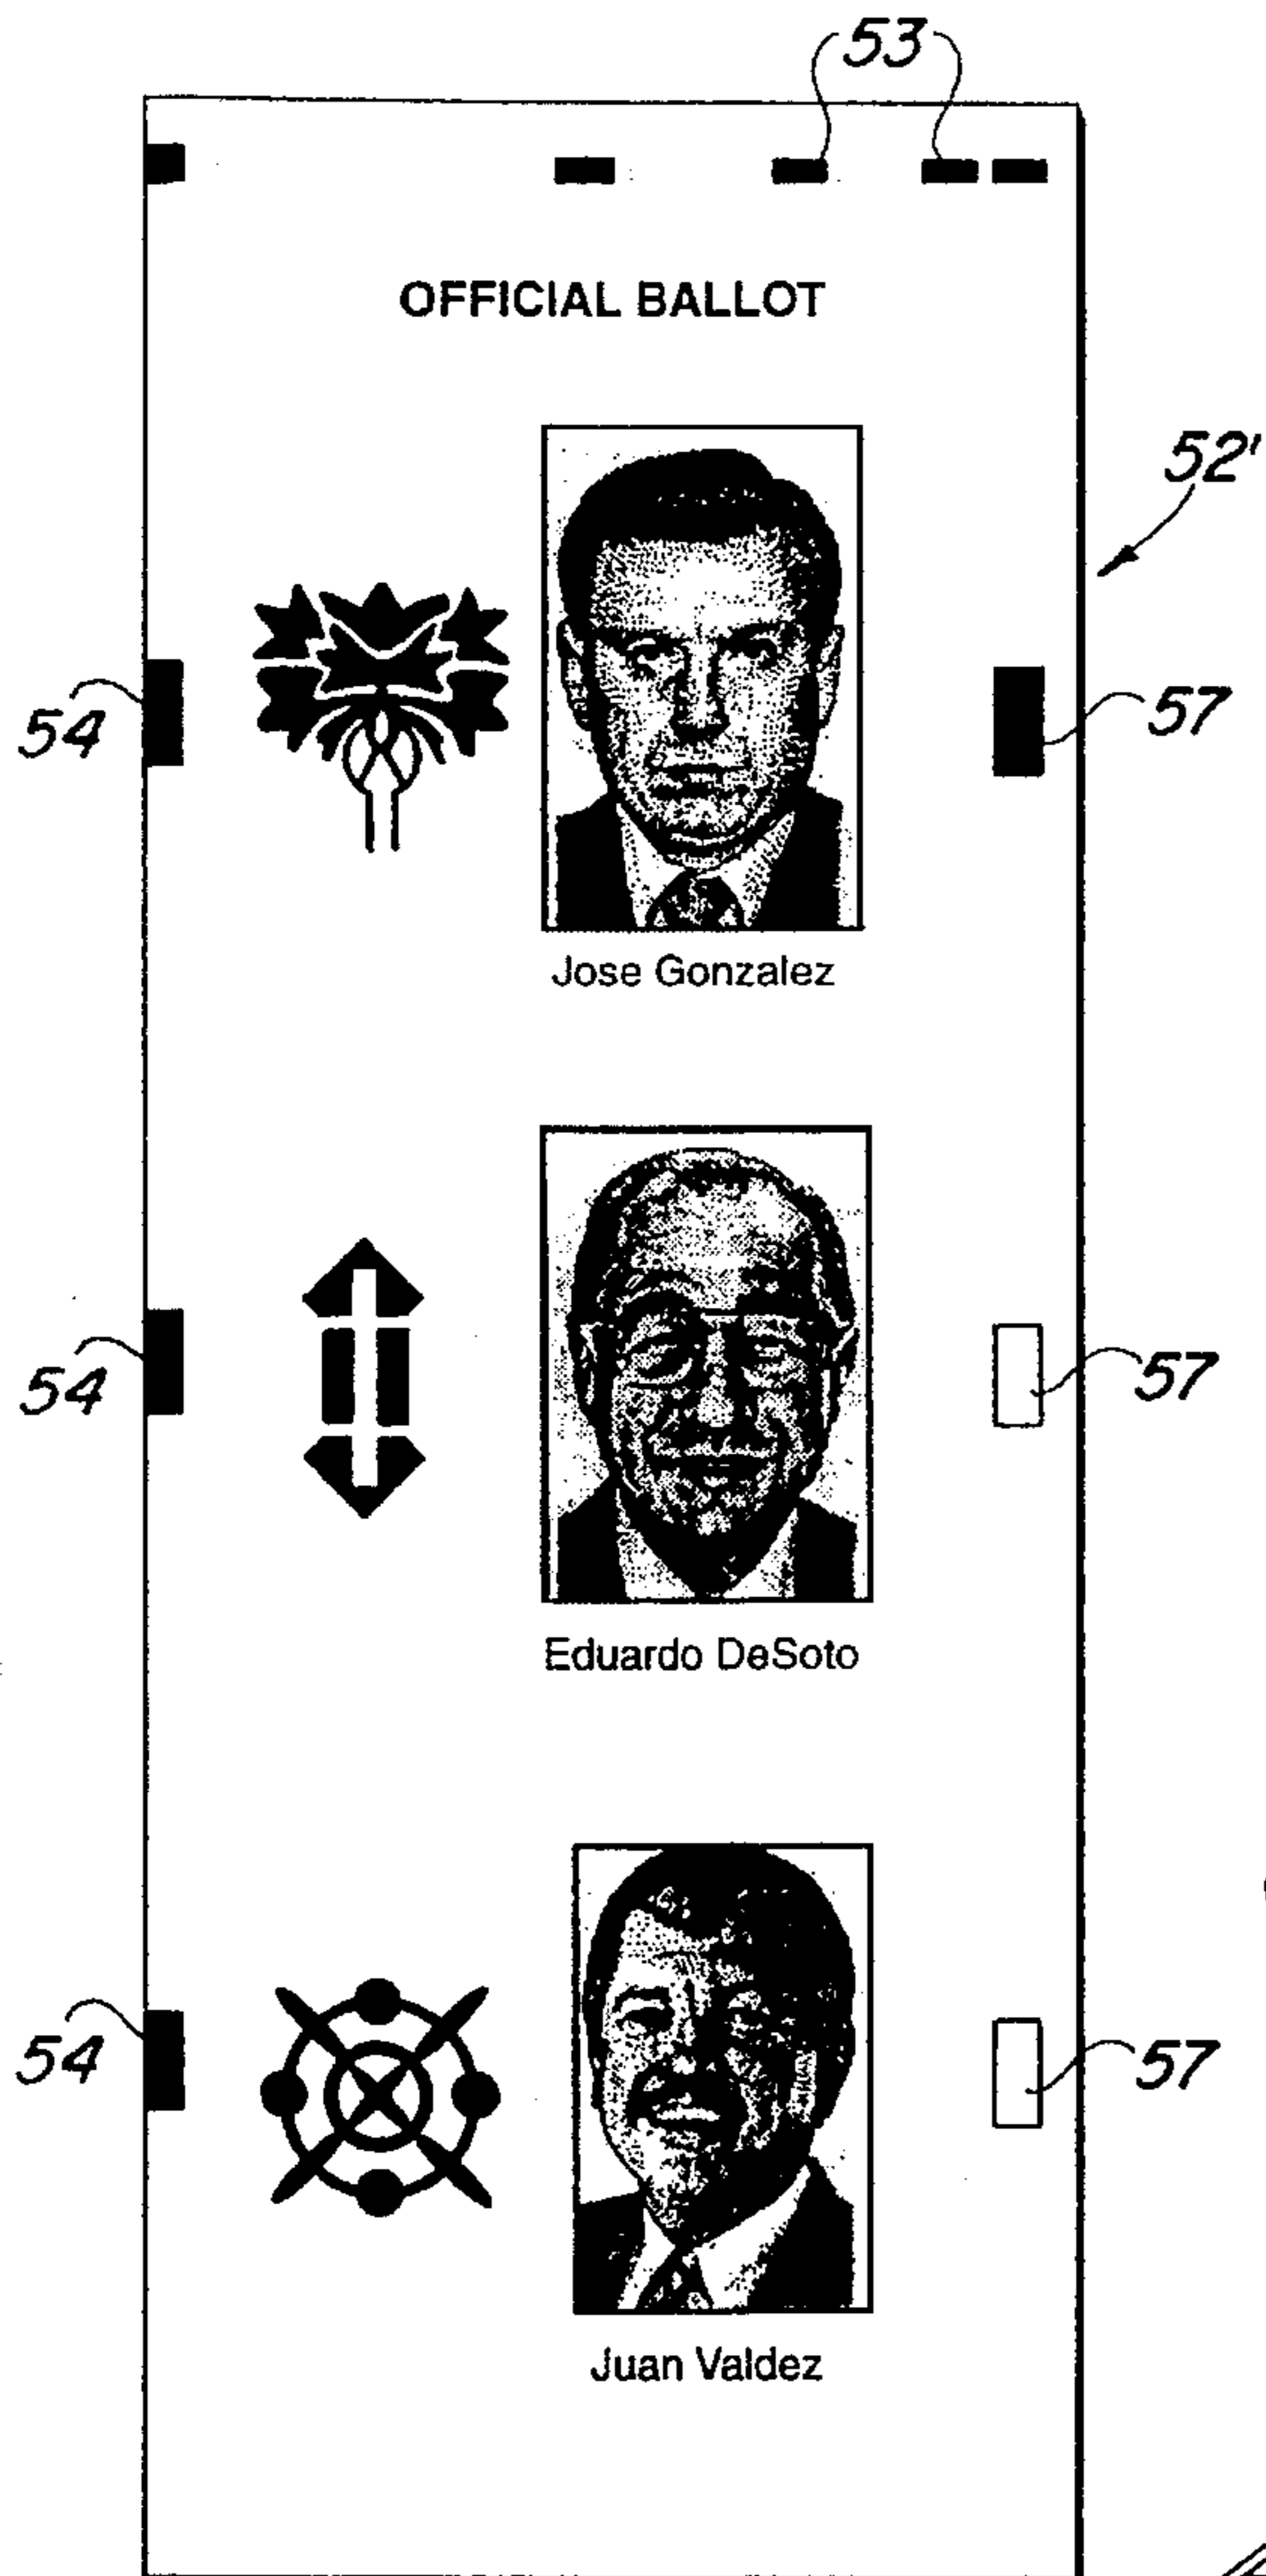 53
OFFICIAL BALLOT
52'
54
57
Jose Gonzalez
54
57
Eduardo DeSoto
54
57
Juan Valdez